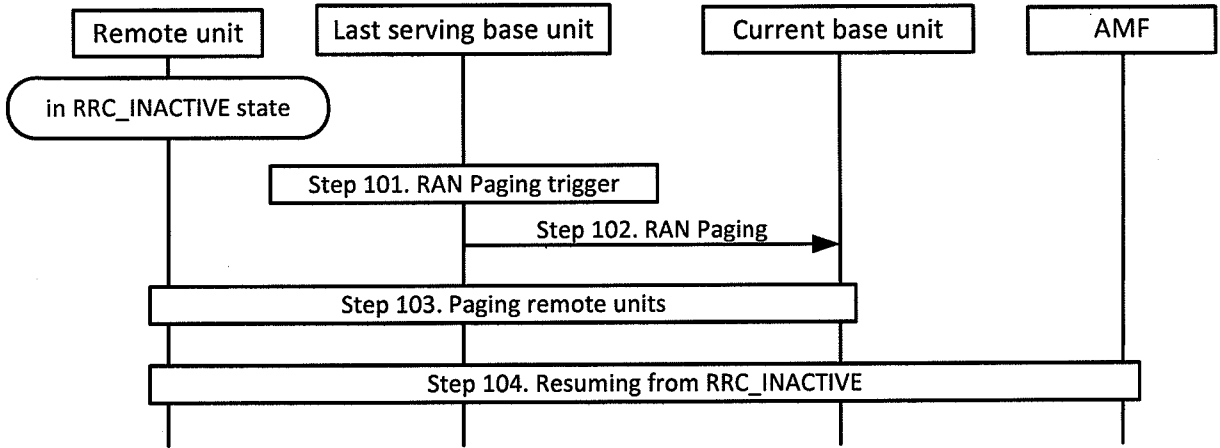 Remote unit
Last serving base unit
Current base unit
AMF
in RRC_INACTIVE state
Step 101. RAN Paging trigger
Step 102. RAN Paging
Step 103. Paging remote units
Step 104. Resuming from RRC_INACTIVE